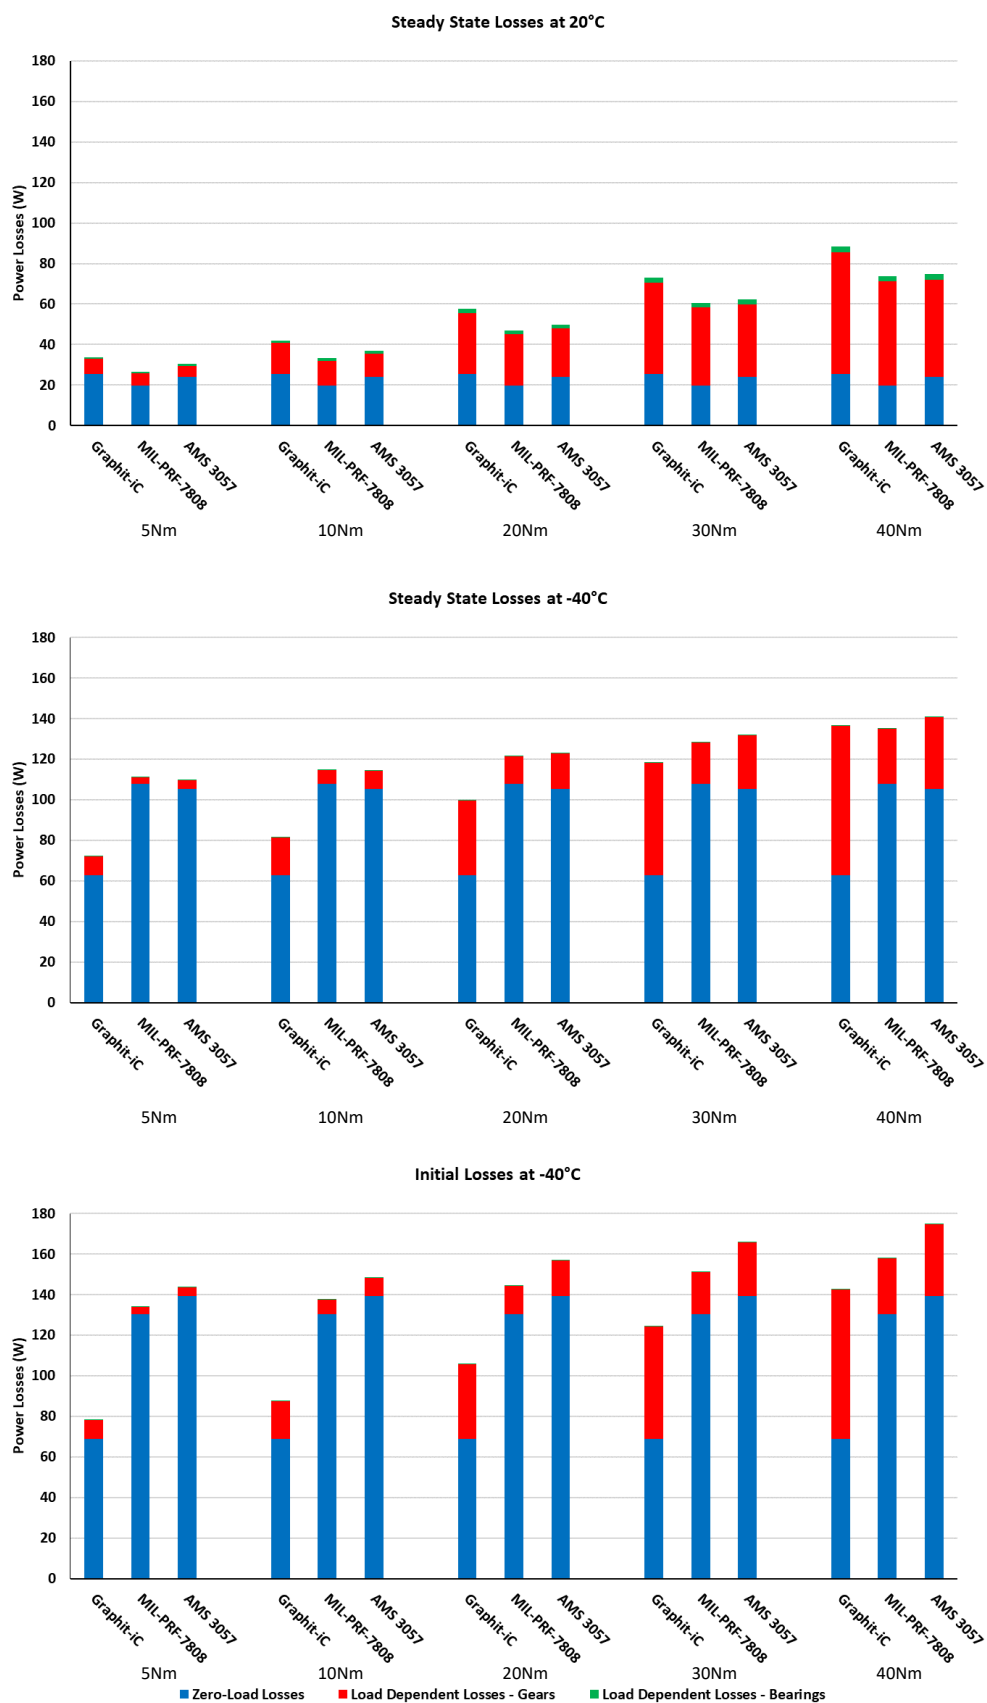 Steady State Losses at 20°C
180
160
140
120
100
80
60
40
20
0
Power Losses (W)
Graphit-iC MIL-PRF-7808 AMS 3057 Graphit-iC MIL-PRF-7808 AMS 3057 Graphit-iC MIL-PRF-7808 AMS 3057 Graphit-iC MIL-PRF-7808 AMS 3057 Graphit-iC MIL-PRF-7808 AMS 3057
5Nm 10Nm 20Nm 30Nm 40Nm
Steady State Losses at -40°C
180
160
140
120
100
80
60
40
20
0
Power Losses (W)
Graphit-iC MIL-PRF-7808 AMS 3057 Graphit-iC MIL-PRF-7808 AMS 3057 Graphit-iC MIL-PRF-7808 AMS 3057 Graphit-iC MIL-PRF-7808 AMS 3057 Graphit-iC MIL-PRF-7808 AMS 3057
5Nm 10Nm 20Nm 30Nm 40Nm
Initial Losses at -40°C
180
160
140
120
100
80
60
40
20
0
Power Losses (W)
Graphit-iC MIL-PRF-7808 AMS 3057 Graphit-iC MIL-PRF-7808 AMS 3057 Graphit-iC MIL-PRF-7808 AMS 3057 Graphit-iC MIL-PRF-7808 AMS 3057 Graphit-iC MIL-PRF-7808 AMS 3057
5Nm 10Nm 20Nm 30Nm 40Nm
Zero-Load Losses Load Dependent Losses - Gears Load Dependent Losses - Bearings